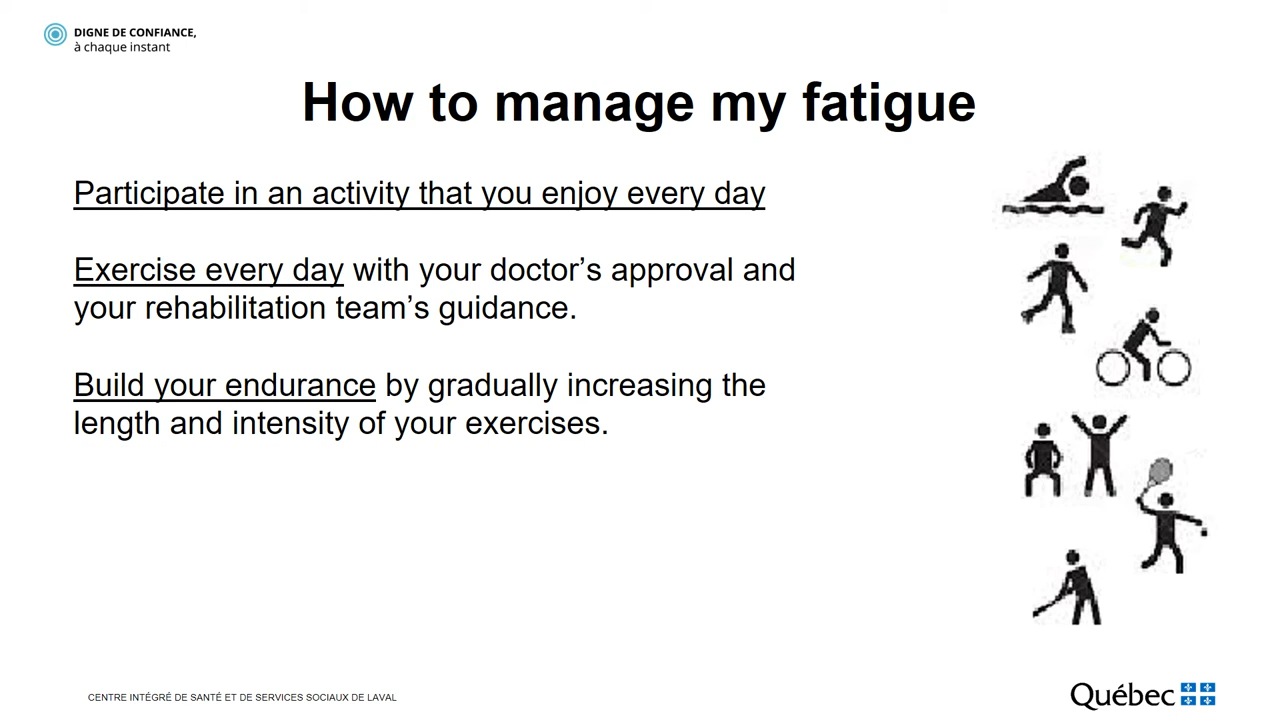 DIGNE DE CONFIANCE,
à chaque instant
How to manage my fatigue
Participate in an activity that you enjoy every day
Exercise every day with your doctor’s approval and
your rehabilitation team’s guidance.
Build your endurance by gradually increasing the
length and intensity of your exercises.
CENTRE INTÉGRÉ DE SANTÉ ET DE SERVICES SOCIAUX DE LAVAL
Québec